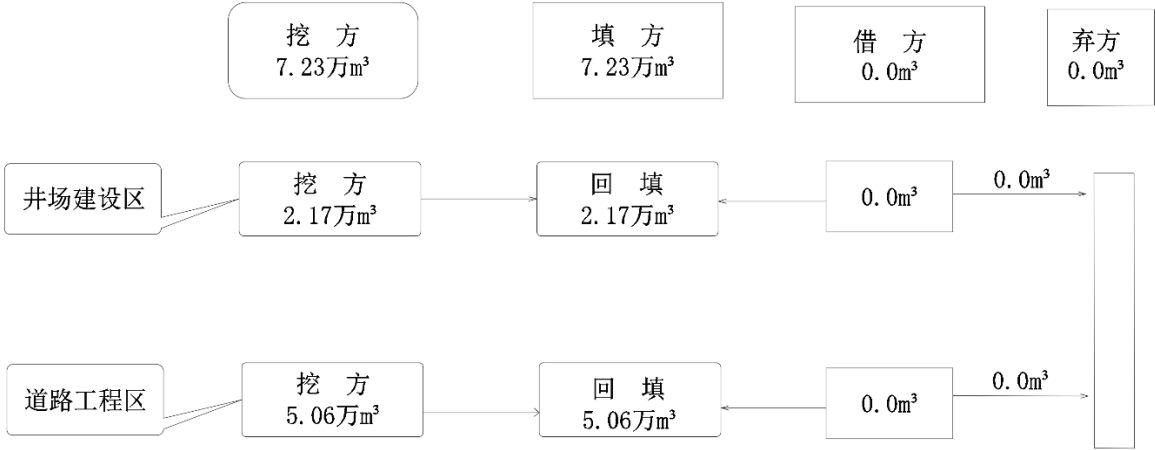 挖 方
7.23万m³
填 方
7.23万m³
借 方
0.0m³
弃方
0.0m³
井场建设区
挖 方
2.17万m³
回 填
2.17万m³
0.0m³
0.0m³
道路工程区
挖 方
5.06万m³
回 填
5.06万m³
0.0m³
0.0m³